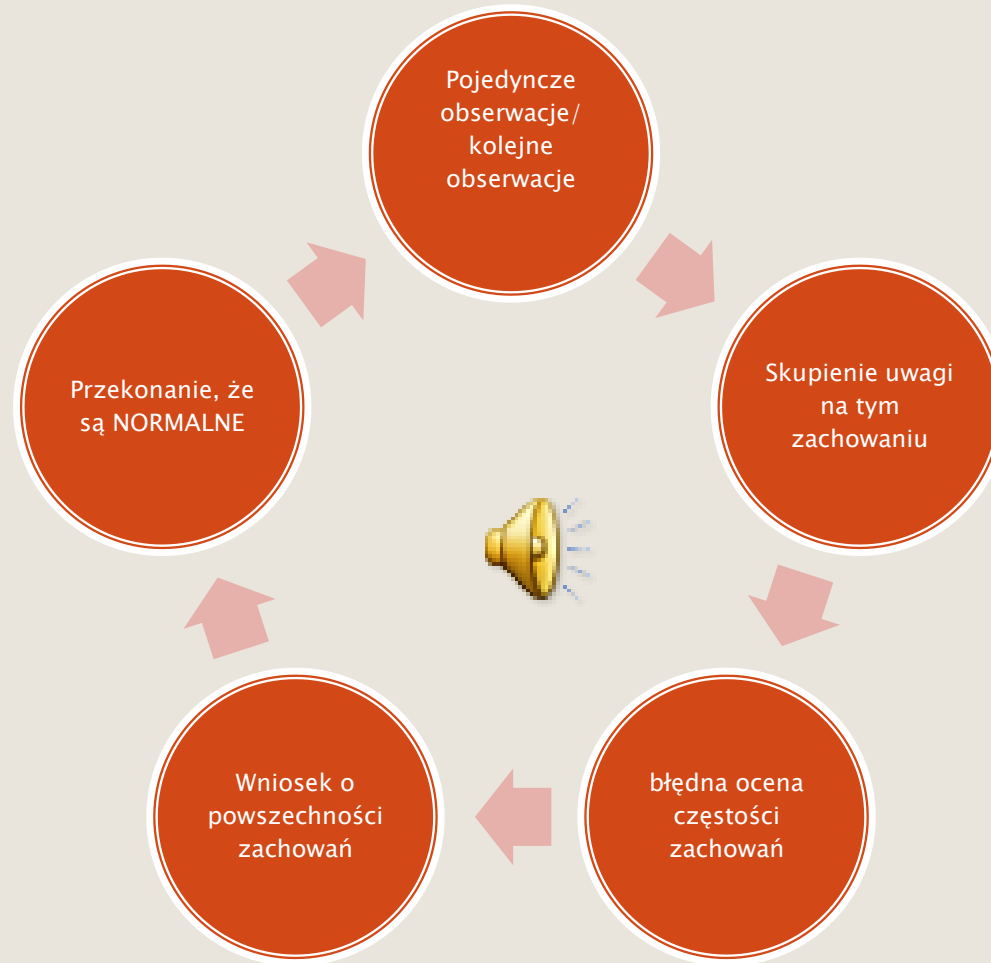 Pojedyncze
obserwacje/
kolejne
obserwacje
Skupienie uwagi
na tym
zachowaniu
błędna ocena
częstości
zachowań
Wniosek o
powszechności
zachowań
Przekonanie, że
są NORMALNE